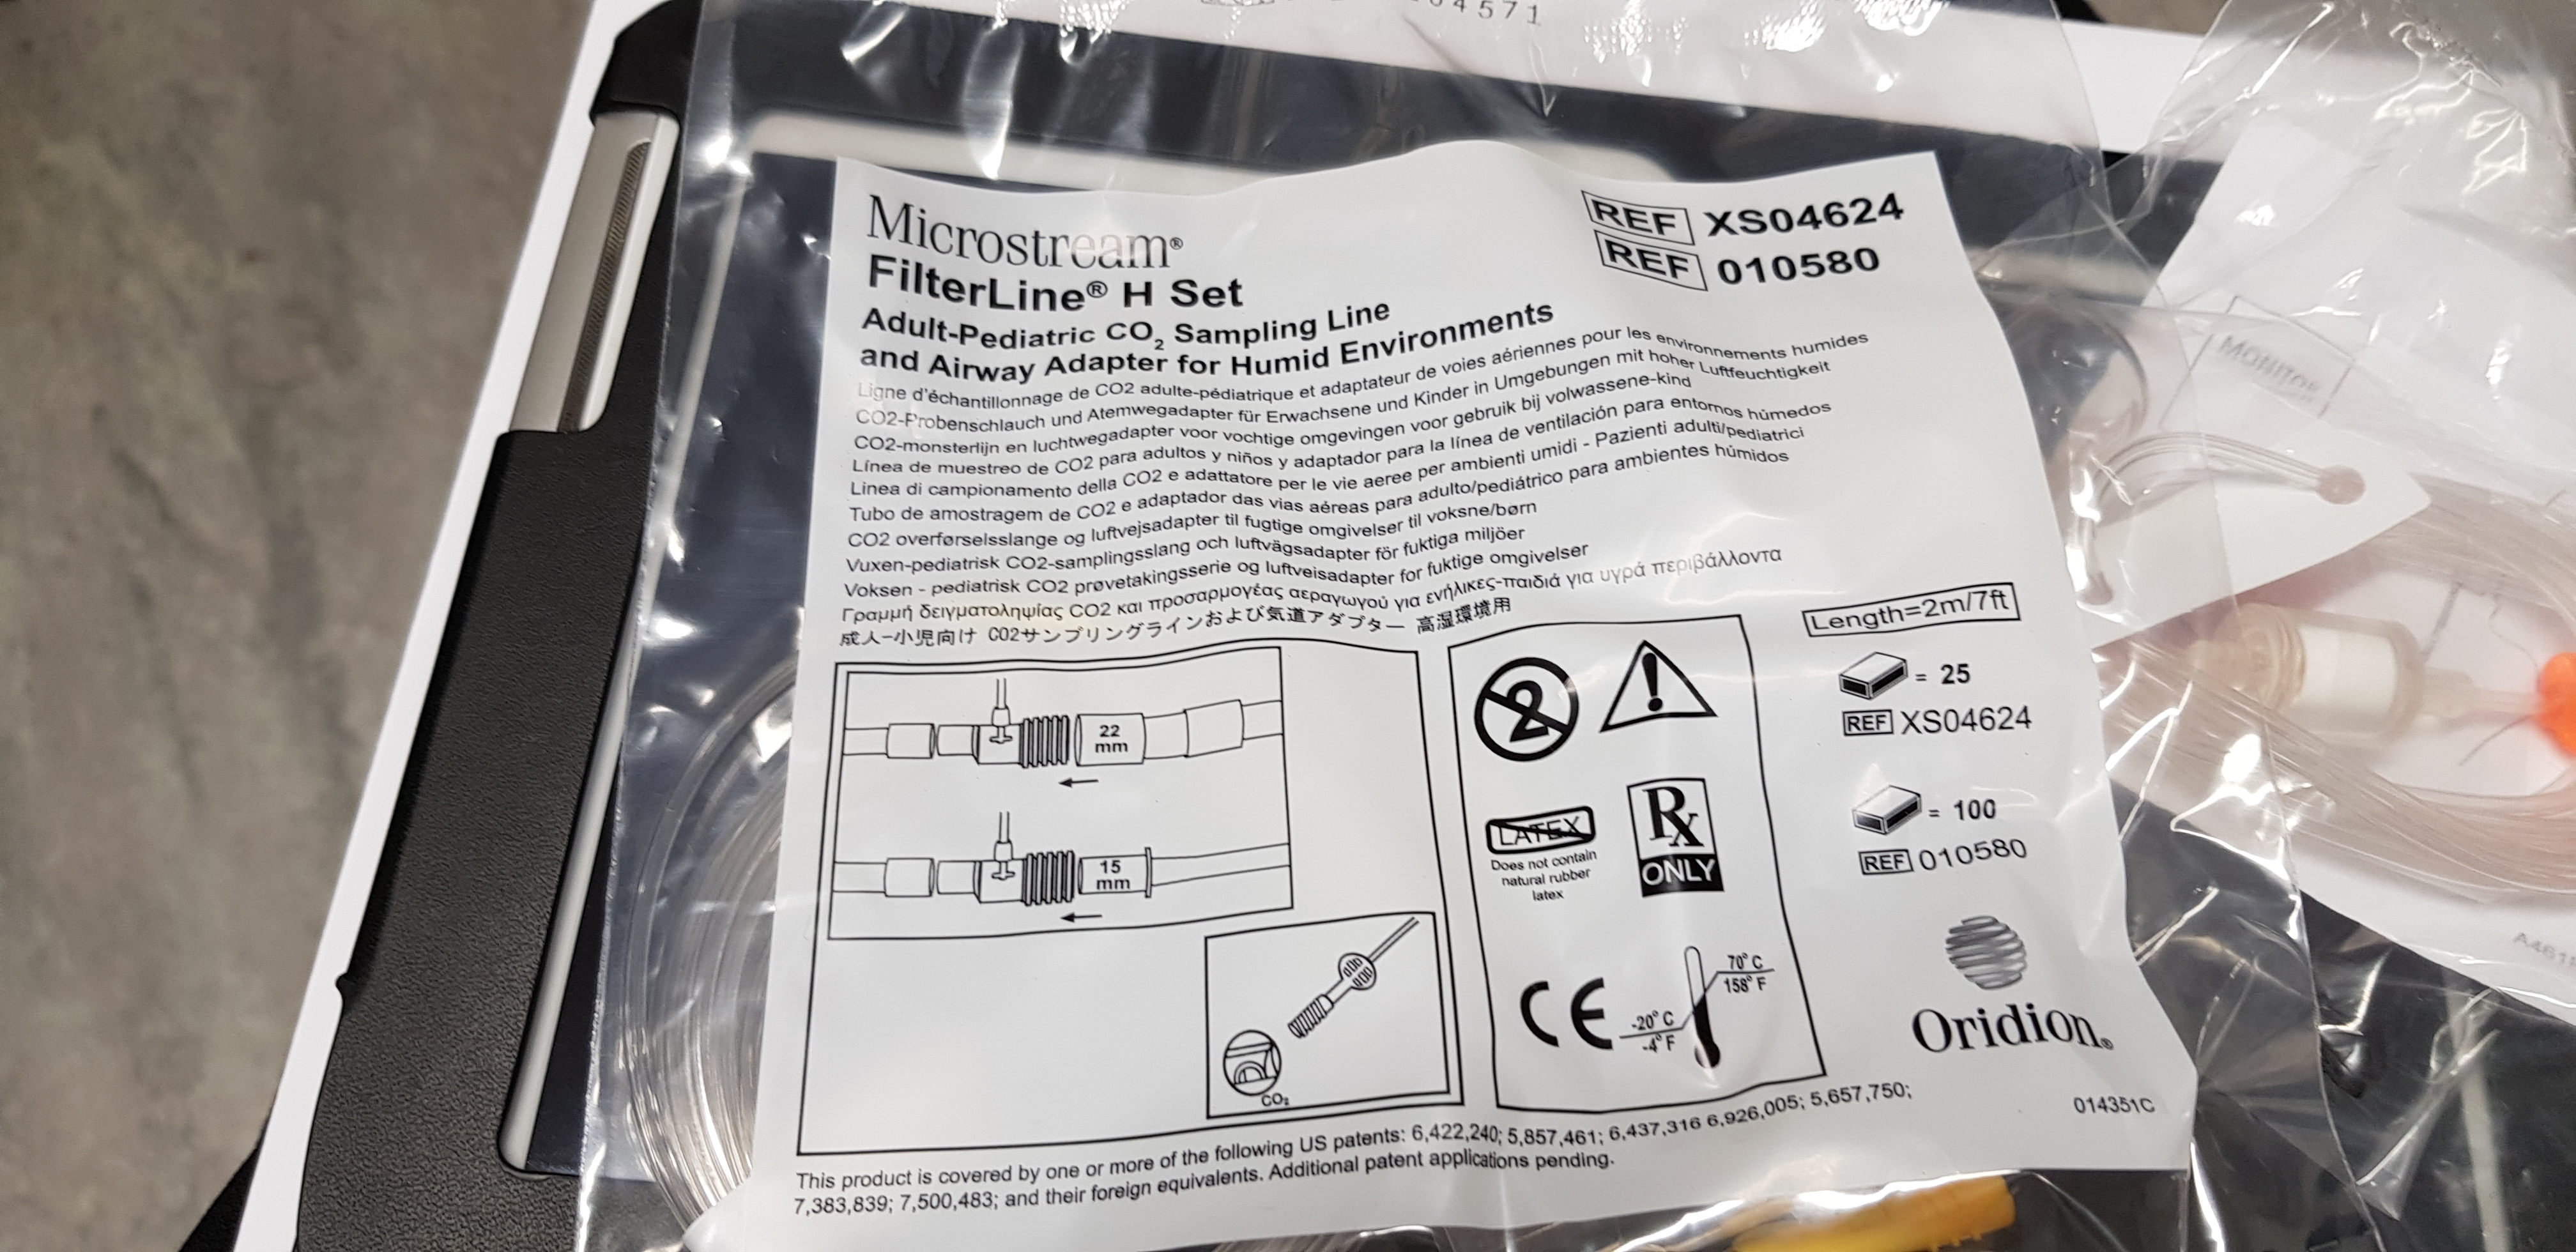 04571
Microstream®
FilterLine® H Set
Adult-Pediatric CO₂ Sampling Line
and Airway Adapter for Humid Environments
REF XS04624
REF 010580
Ligne d'échantillonnage de CO2 adulte-pédiatrique et adaptateur de voies aériennes pour les environnements humides
CO2-Probenschlauch und Atemwegadapter für Erwachsene und Kinder in Umgebungen mit hoher Luftfeuchtigkeit
CO2-monsterlijn en luchtwegadapter voor vochtige omgevingen voor gebruik bij volwassene-kind
Línea de muestreo de CO2 para adultos y niños y adaptador para la línea de ventilación para entornos húmedos
Linea di campionamento della CO2 e adattatore per le vie aeree per ambienti umidi - Pazienti adulti/pediatrici
Tubo de amostragem de CO2 e adaptador das vias aéreas para adulto/pediátrico para ambientes húmidos
CO2 overførselsslange og luftvejsadapter til fugtige omgivelser til voksne/børn
Vuxen-pediatrisk CO2-samplingsslang och luftvägsadapter för fuktiga miljöer
Voksen - pediatrisk CO2 prøvetakingsserie og luftveisadapter for fuktige omgivelser
Γραμμή δειγματοληψίας CO2 και προσαρμογέας αεραγωγού για ενήλικες-παιδιά για υγρά περιβάλλοντα
成人-小児向け CO2サンプリングラインおよび気道アダプター 高湿環境用
22
mm
15
mm
CO₂
2
LATEX
Does not contain
natural rubber
latex
Rx
ONLY
CE
-20° C
-4° F
70° C
158° F
Length=2m/7ft
= 25
REF XS04624
= 100
REF 010580
Oridion®
014351C
This product is covered by one or more of the following US patents: 6,422,240; 5,857,461; 6,437,316 6,926,005; 5,657,750;
7,383,839; 7,500,483; and their foreign equivalents. Additional patent applications pending.
MONITOR